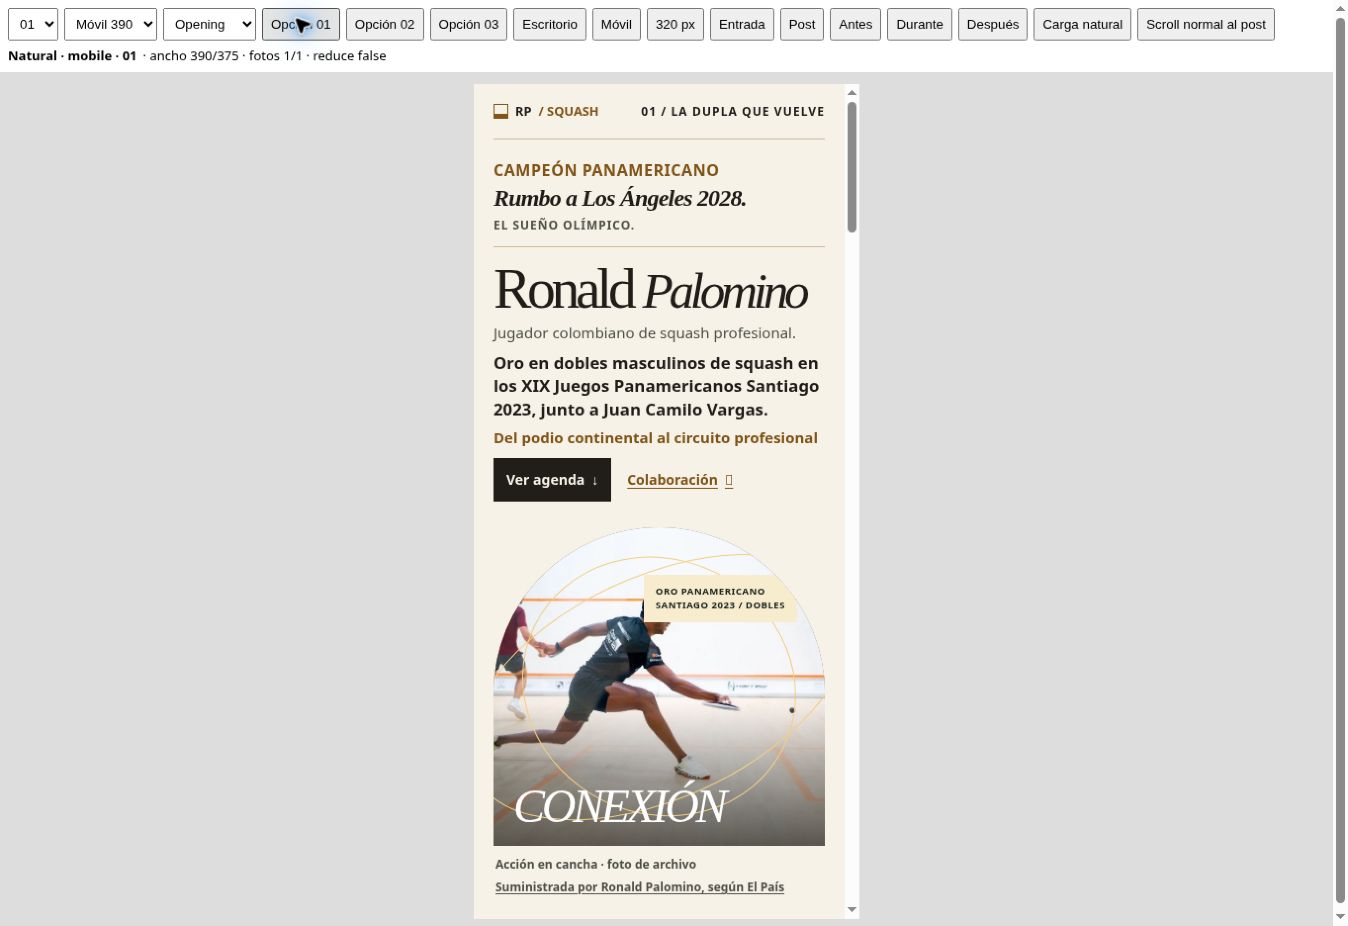 01 Móvil 390 Opening Opción 01 Opción 02 Opción 03 Escritorio Móvil 320 px Entrada Post Antes Durante Después Carga natural Scroll normal al post
Natural · mobile · 01 · ancho 390/375 · fotos 1/1 · reduce false
RP / SQUASH 01 / LA DUPLA QUE VUELVE
CAMPEÓN PANAMERICANO
Rumbo a Los Ángeles 2028.
EL SUEÑO OLÍMPICO.
Ronald Palomino
Jugador colombiano de squash profesional.
Oro en dobles masculinos de squash en
los XIX Juegos Panamericanos Santiago
2023, junto a Juan Camilo Vargas.
Del podio continental al circuito profesional
Ver agenda ↓ Colaboración
ORO PANAMERICANO
SANTIAGO 2023 / DOBLES
CONEXIÓN
Acción en cancha · foto de archivo
Suministrada por Ronald Palomino, según El País